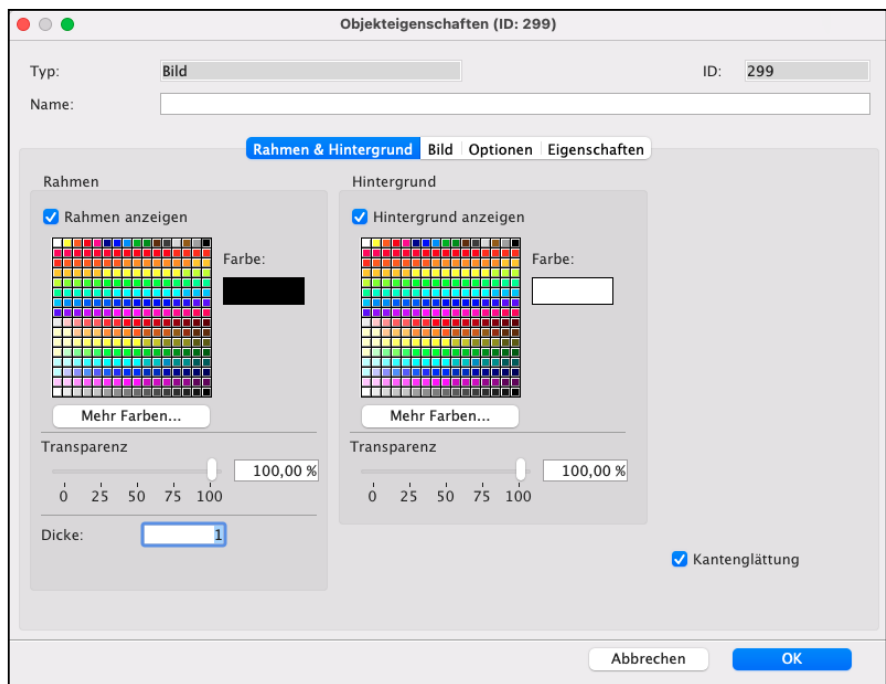 Objekteigenschaften (ID: 299)
Typ: Bild ID: 299
Name:
Rahmen & Hintergrund Bild Optionen Eigenschaften
Rahmen Hintergrund
Rahmen anzeigen Hintergrund anzeigen
Farbe: Farbe:
Mehr Farben... Mehr Farben...
Transparenz Transparenz
100,00 % 100,00 %
0 25 50 75 100 0 25 50 75 100
Dicke: 1
Kantenglättung
Abbrechen OK